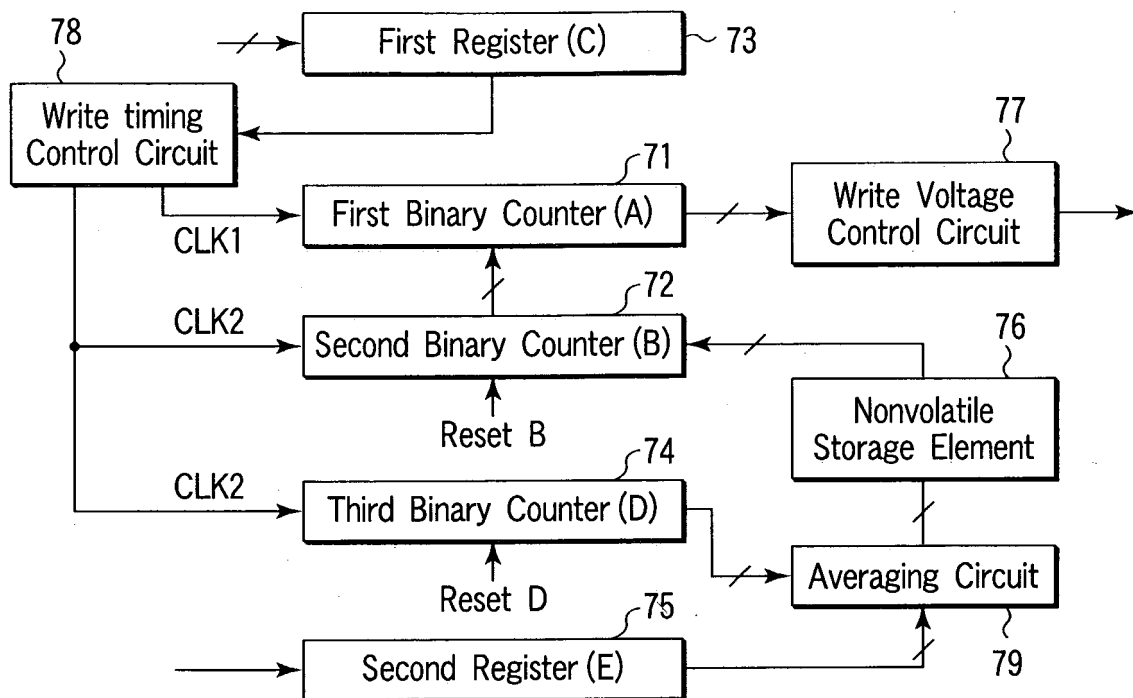 78
First Register (C)
73
Write timing
Control Circuit
71
77
First Binary Counter (A)
Write Voltage
Control Circuit
CLK1
72
CLK2
Second Binary Counter (B)
76
Reset B
Nonvolatile
Storage Element
74
CLK2
Third Binary Counter (D)
Averaging Circuit
Reset D
75
79
Second Register (E)